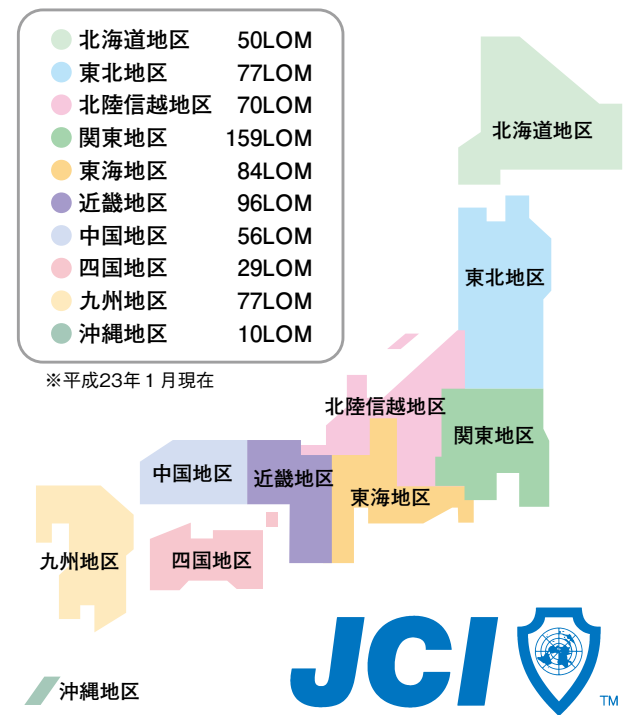 北海道地区 50LOM
東北地区 77LOM
北陸信越地区 70LOM
関東地区 159LOM
東海地区 84LOM
近畿地区 96LOM
中国地区 56LOM
四国地区 29LOM
九州地区 77LOM
沖縄地区 10LOM
※平成23年1月現在
北海道地区
東北地区
北陸信越地区
関東地区
中国地区
近畿地区
東海地区
九州地区
四国地区
沖縄地区
JCI
TM